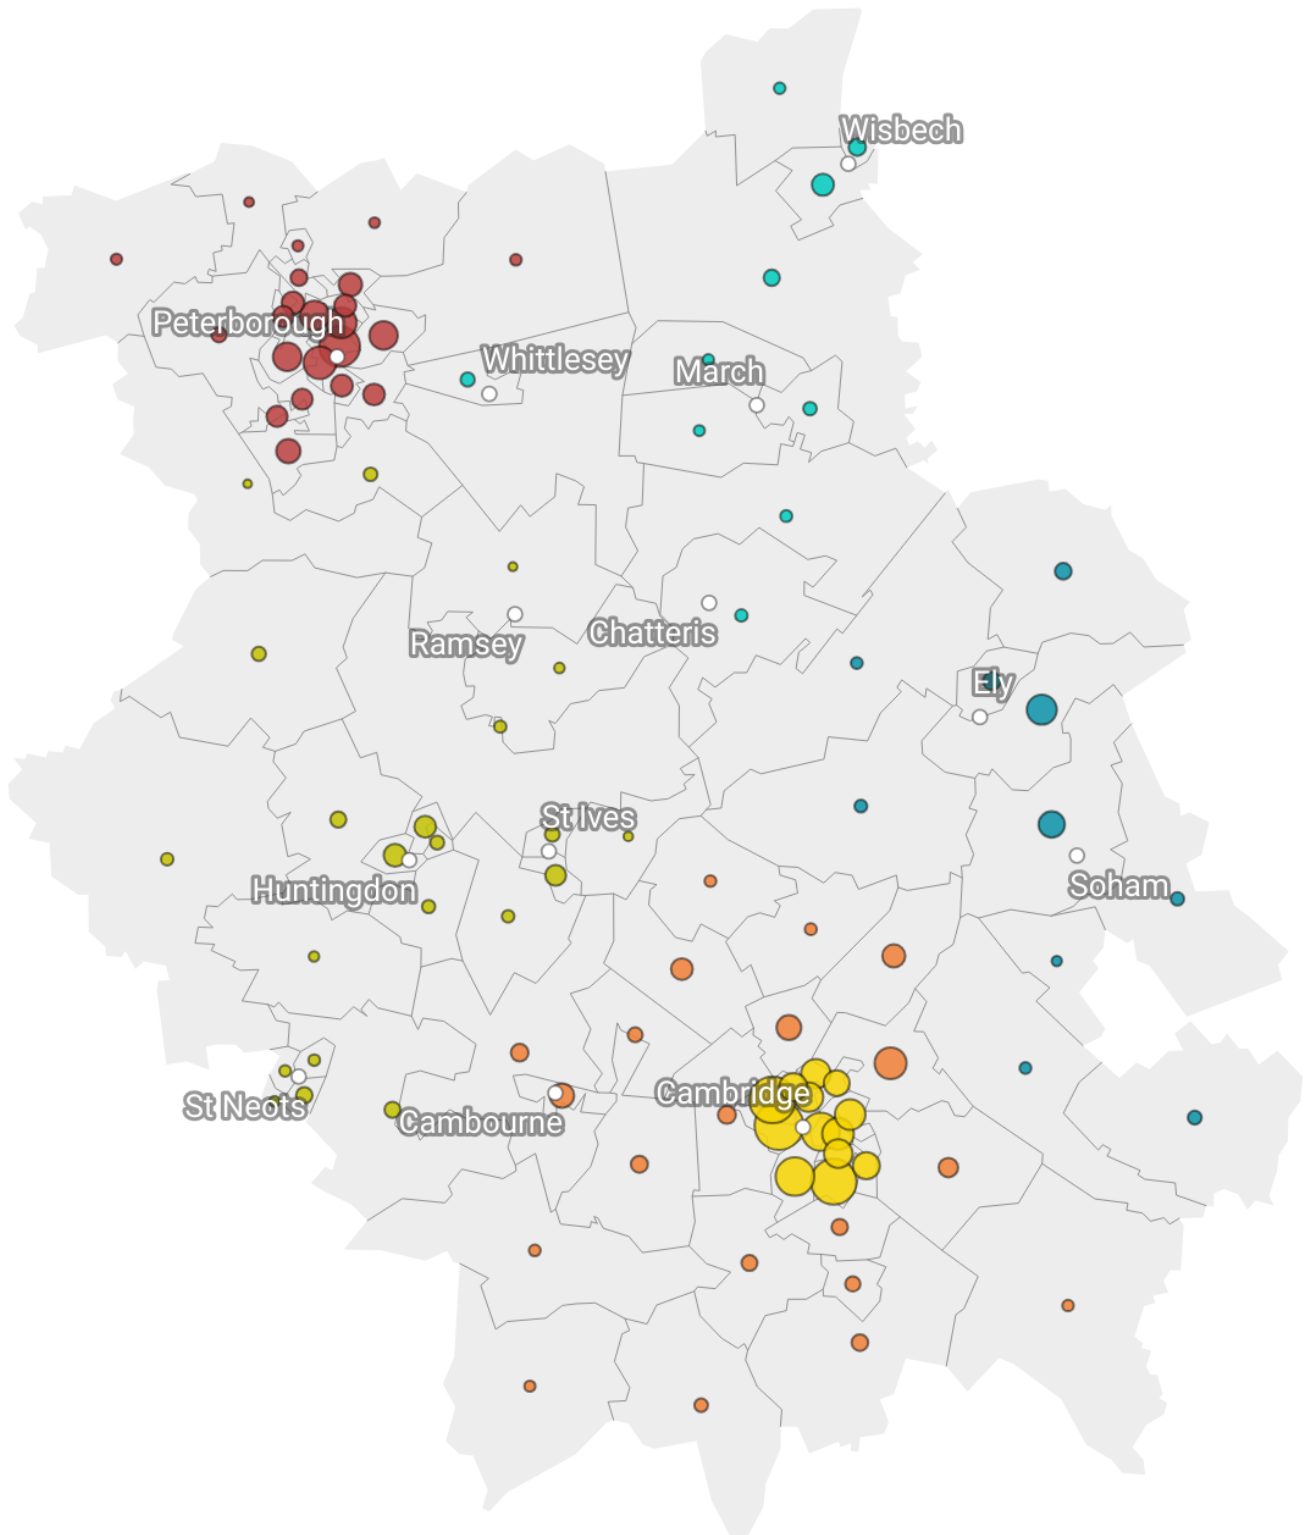 Wisbech
Peterborough
Whittlesey
March
Ramsey
Chatteris
Ely
St Ives
Huntingdon
Soham
St Neots
Cambourne
Cambridge